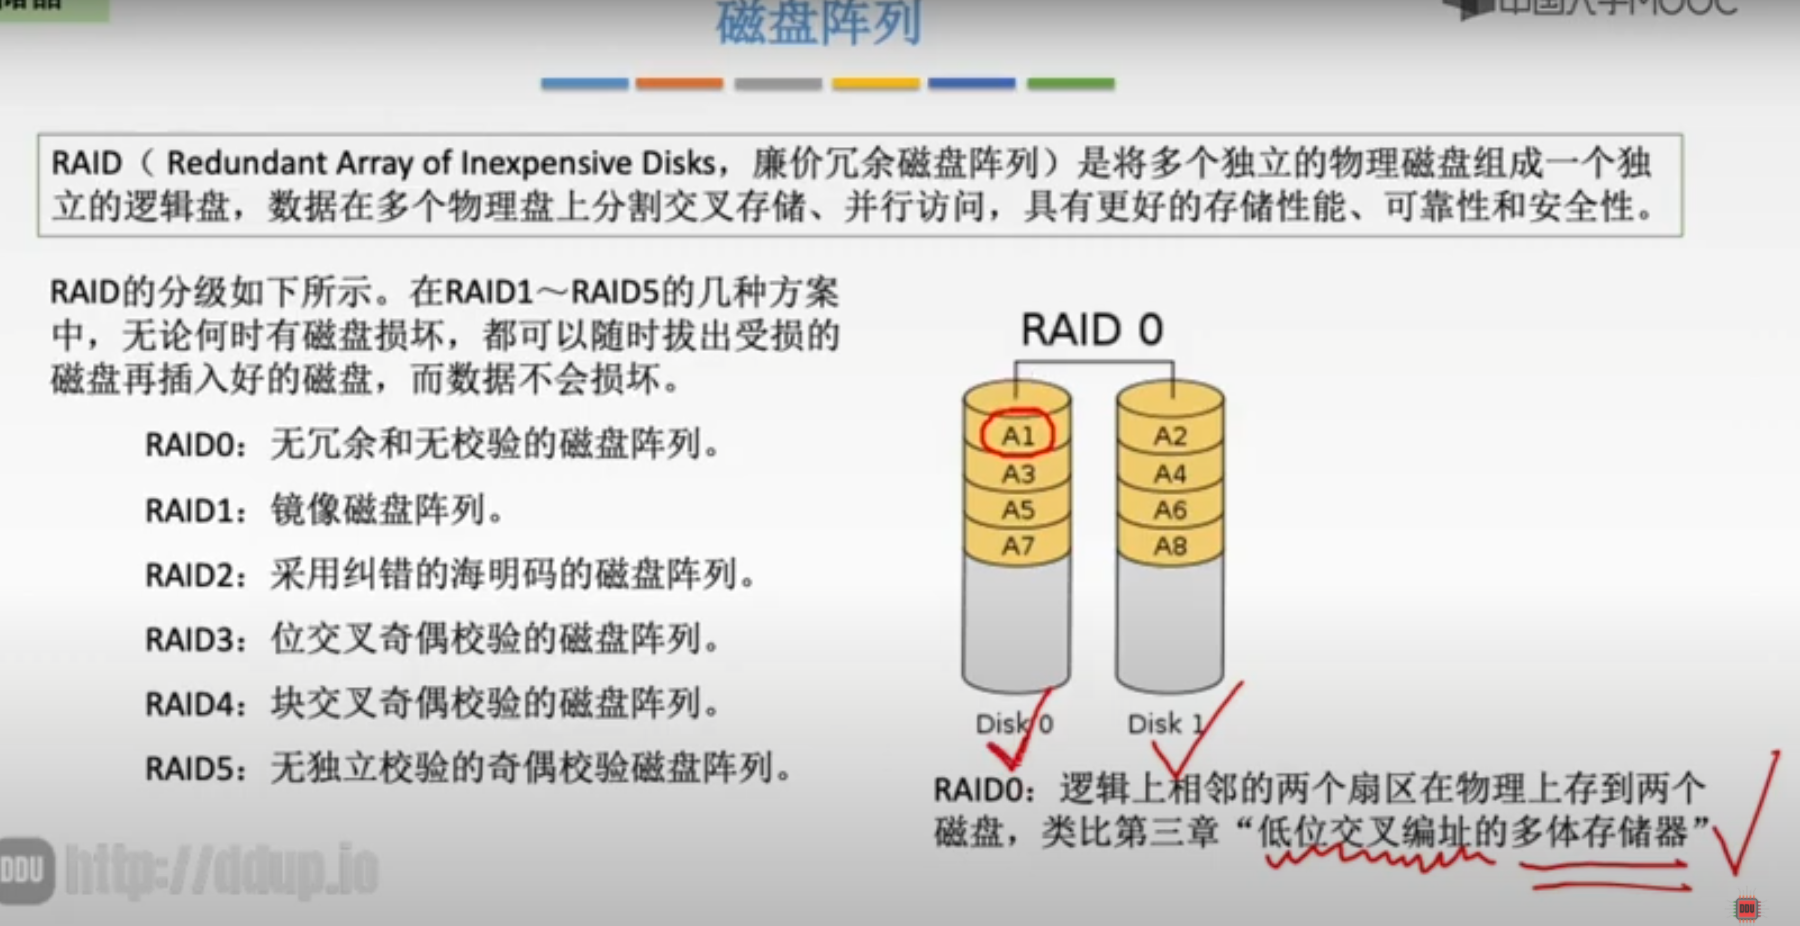 磁盘阵列
中国大学MOOC
RAID（ Redundant Array of Inexpensive Disks，廉价冗余磁盘阵列）是将多个独立的物理磁盘组成一个独
立的逻辑盘，数据在多个物理盘上分割交叉存储、并行访问，具有更好的存储性能、可靠性和安全性。
RAID的分级如下所示。在RAID1～RAID5的几种方案
中，无论何时有磁盘损坏，都可以随时拔出受损的
磁盘再插入好的磁盘，而数据不会损坏。
RAID0：无冗余和无校验的磁盘阵列。
RAID1：镜像磁盘阵列。
RAID2：采用纠错的海明码的磁盘阵列。
RAID3：位交叉奇偶校验的磁盘阵列。
RAID4：块交叉奇偶校验的磁盘阵列。
RAID5：无独立校验的奇偶校验磁盘阵列。
RAID 0
A1 A2
A3 A4
A5 A6
A7 A8
Disk 0 Disk 1
RAID0：逻辑上相邻的两个扇区在物理上存到两个
磁盘，类比第三章“低位交叉编址的多体存储器”
DDU http://ddup.io
DDU